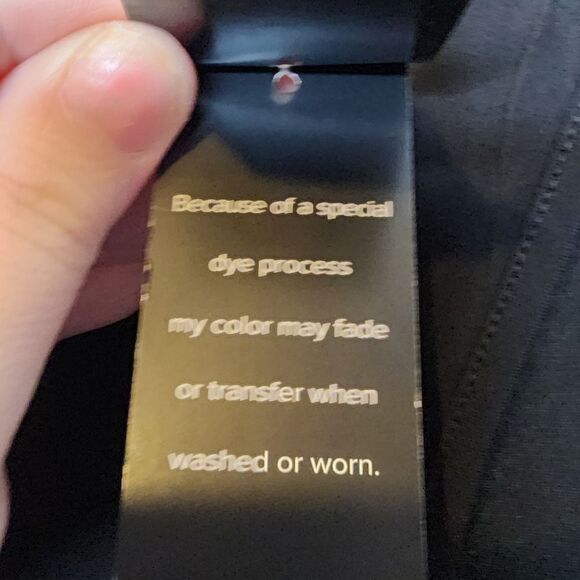 Because of a special
dye process
my color may fade
or transfer when
washed or worn.